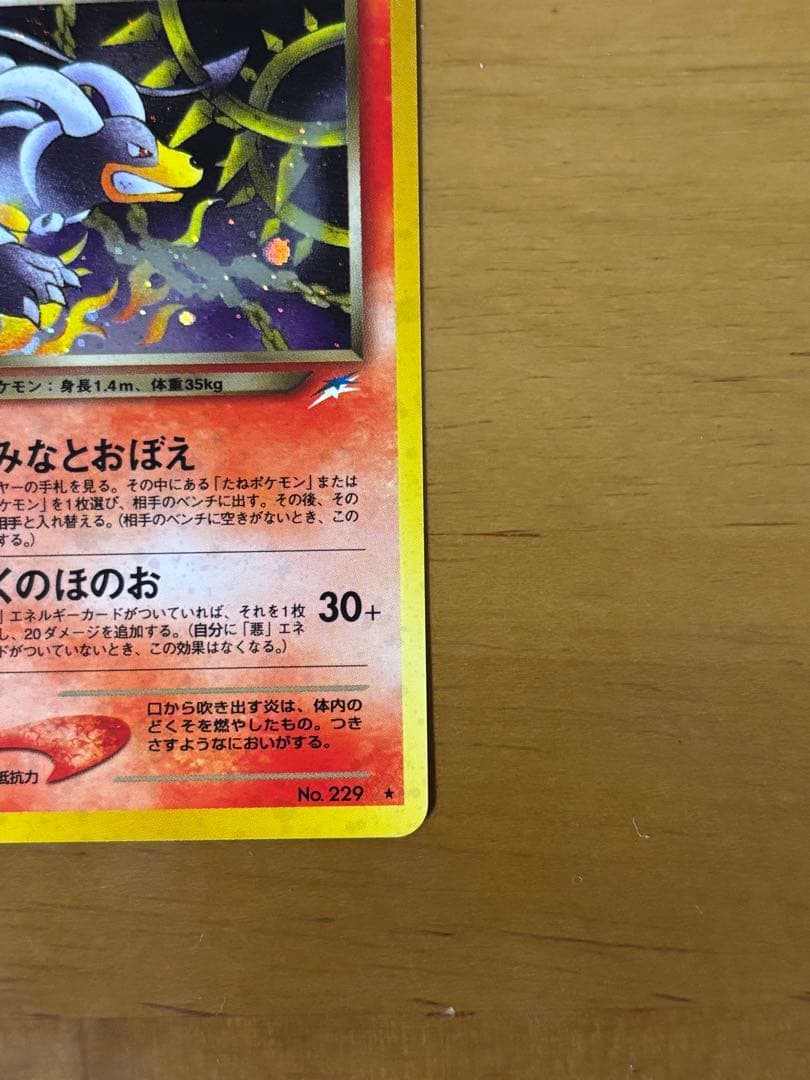 ケモン：身長1.4m、体重35kg
みなとおぼえ
ヤーの手札を見る。その中にある「たねポケモン」または
ケモン」を1枚選び、相手のベンチに出す。その後、その
相手と入れ替える。（相手のベンチに空きがないとき、この
する。）
くのほのお
」エネルギーカードがついていれば、それを1枚
し、20ダメージを追加する。（自分に「悪」エネ
ドがついていないとき、この効果はなくなる。）
30+
口から吹き出す炎は、体内の
どくそを燃やしたもの。つき
さすようなにおいがする。
抵抗力
No. 229 ★